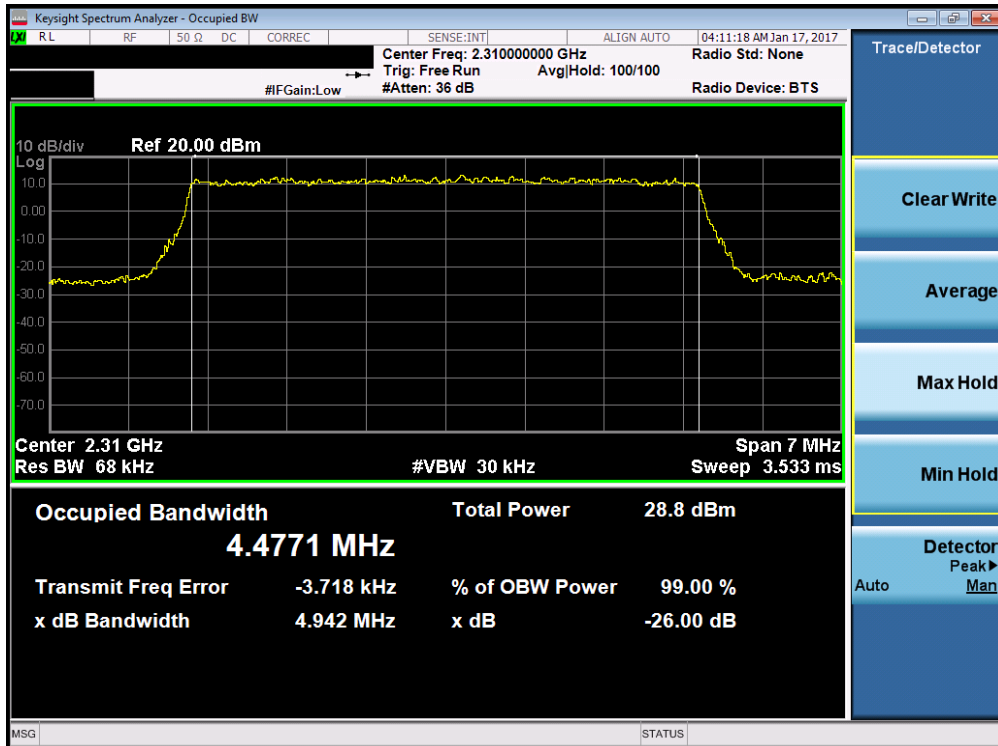 Keysight Spectrum Analyzer - Occupied BW
LXI RL RF 50 Ω DC CORREC SENSE:INT ALIGN AUTO 04:11:18 AM Jan 17, 2017
Center Freq: 2.310000000 GHz Radio Std: None
Trig: Free Run Avg|Hold: 100/100
#IFGain:Low #Atten: 36 dB Radio Device: BTS
10 dB/div Ref 20.00 dBm
Log
10.0
0.00
-10.0
-20.0
-30.0
-40.0
-50.0
-60.0
-70.0
Center 2.31 GHz Span 7 MHz
Res BW 68 kHz #VBW 30 kHz Sweep 3.533 ms
Occupied Bandwidth Total Power 28.8 dBm
4.4771 MHz
Transmit Freq Error -3.718 kHz % of OBW Power 99.00 %
x dB Bandwidth 4.942 MHz x dB -26.00 dB
MSG STATUS
Trace/Detector
Clear Write
Average
Max Hold
Min Hold
Detector
Peak▶
Auto Man